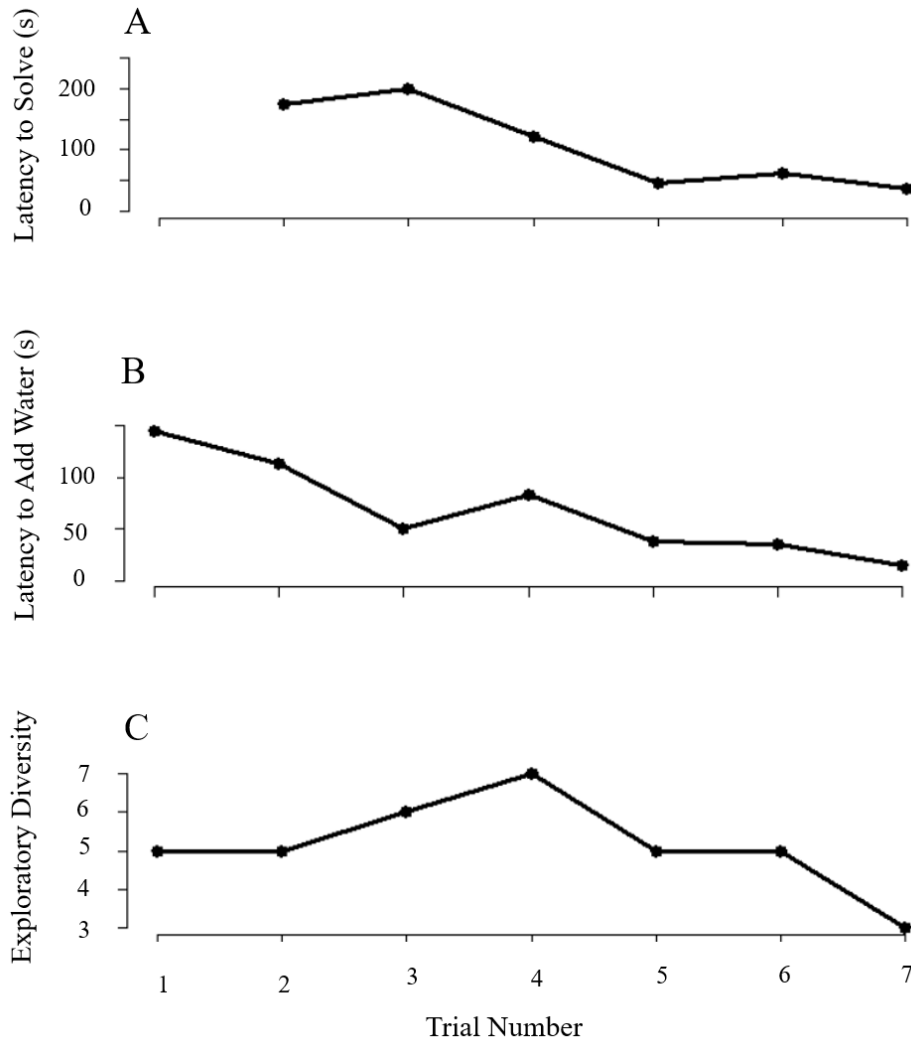 A
Latency to Solve (s)
200
100
0
B
Latency to Add Water (s)
100
50
0
C
Exploratory Diversity
7
6
5
4
3
1 2 3 4 5 6 7
Trial Number